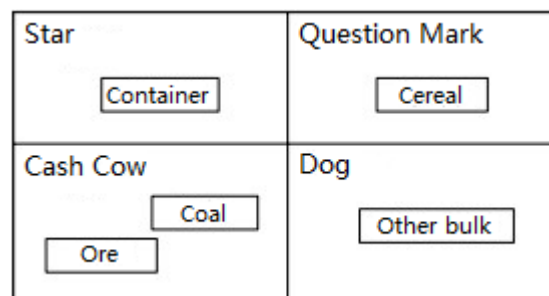 Star
Container
Question Mark
Cereal
Cash Cow
Coal
Ore
Dog
Other bulk